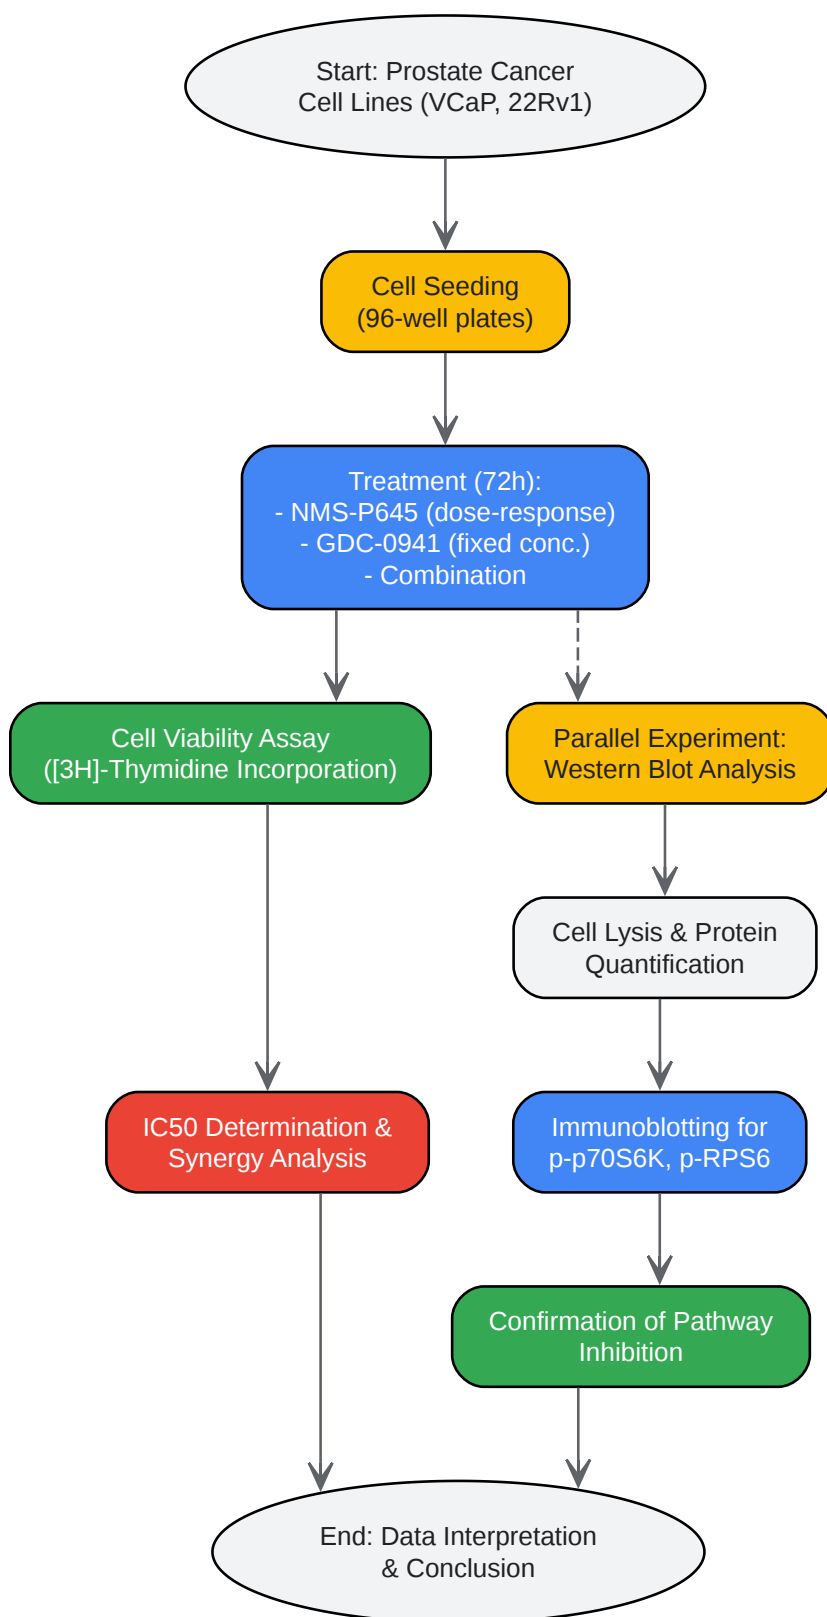 Start: Prostate Cancer
Cell Lines (VCaP, 22Rv1)
Cell Seeding
(96-well plates)
Treatment (72h):
- NMS-P645 (dose-response)
- GDC-0941 (fixed conc.)
- Combination
Cell Viability Assay
([3H]-Thymidine Incorporation)
Parallel Experiment:
Western Blot Analysis
Cell Lysis & Protein
Quantification
IC50 Determination &
Synergy Analysis
Immunoblotting for
p-p70S6K, p-RPS6
Confirmation of Pathway
Inhibition
End: Data Interpretation
& Conclusion